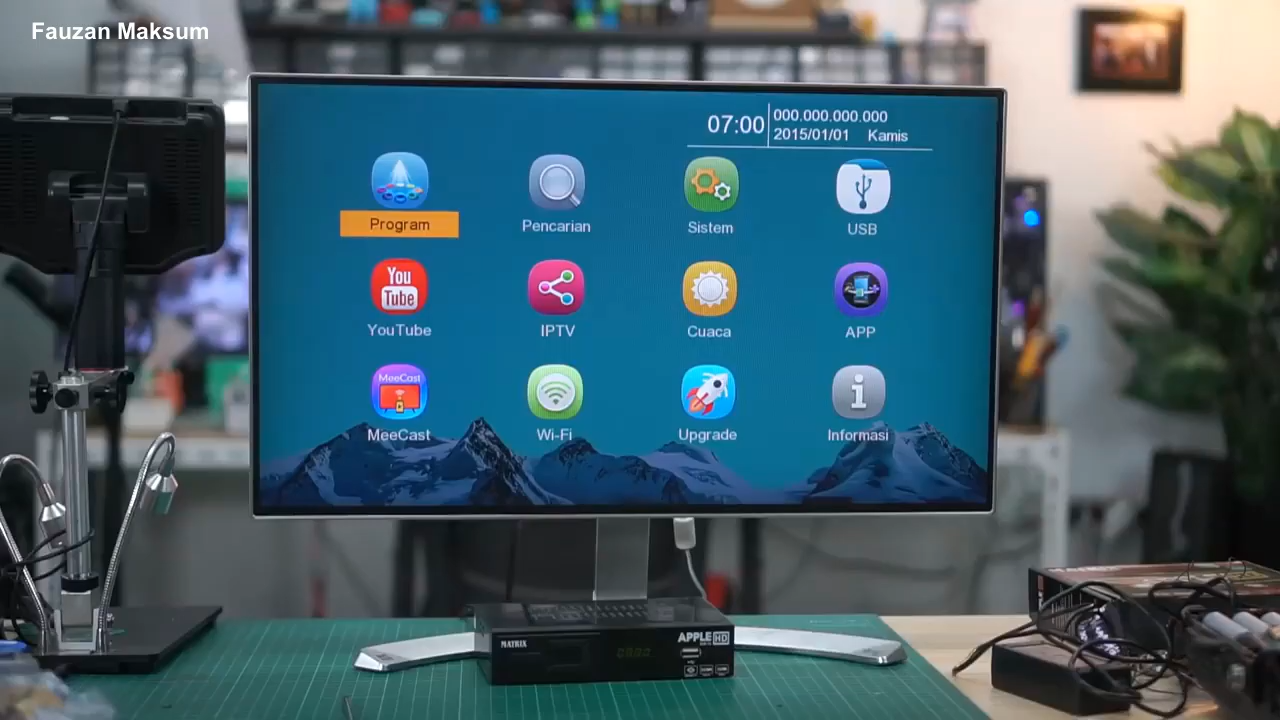 Fauzan Maksum
07:00
000.000.000.000
2015/01/01 Kamis
Program
Pencarian
Sistem
USB
You
Tube
YouTube
IPTV
Cuaca
APP
MeeCast
MeeCast
Wi-Fi
Upgrade
Informasi
MATRIX
APPLE HD